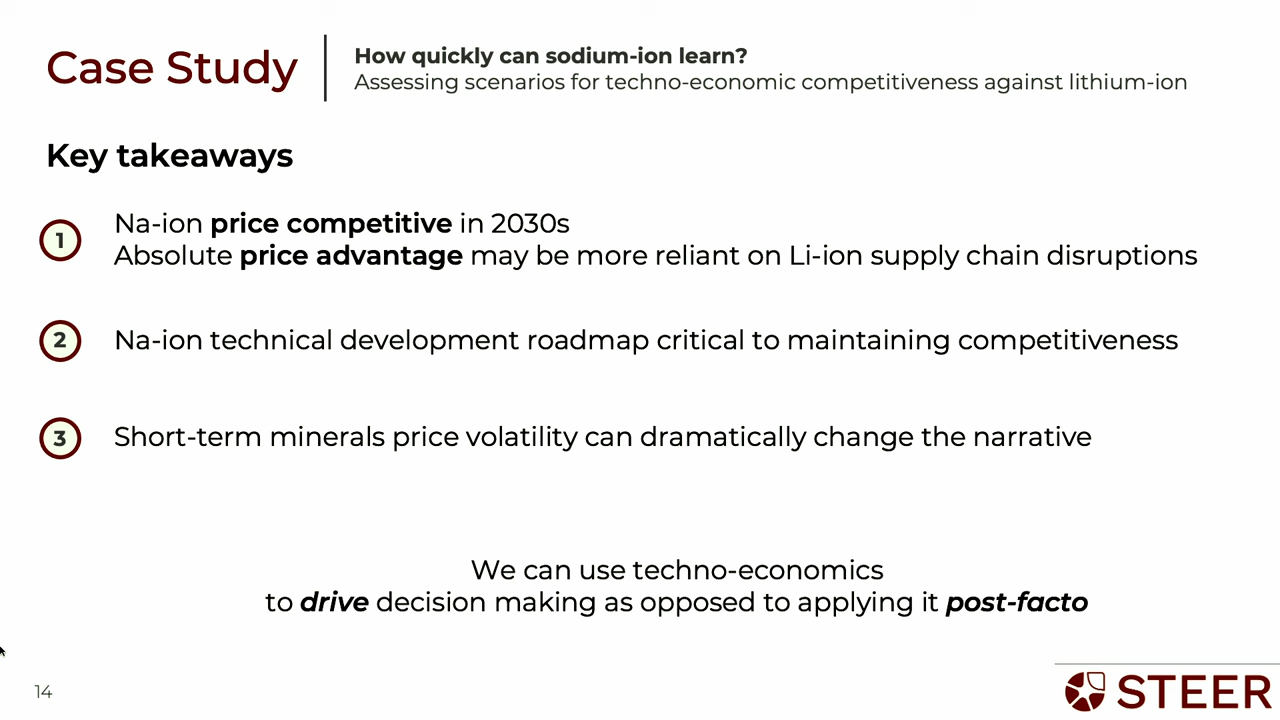 Case Study
How quickly can sodium-ion learn?
Assessing scenarios for techno-economic competitiveness against lithium-ion
Key takeaways
1
Na-ion price competitive in 2030s
Absolute price advantage may be more reliant on Li-ion supply chain disruptions
2
Na-ion technical development roadmap critical to maintaining competitiveness
3
Short-term minerals price volatility can dramatically change the narrative
We can use techno-economics
to drive decision making as opposed to applying it post-facto
14
STEER